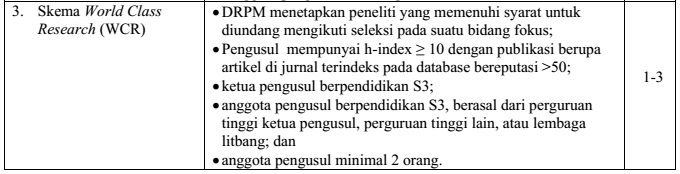 3. Skema World Class
Research (WCR)
• DRPM menetapkan peneliti yang memenuhi syarat untuk
diundang mengikuti seleksi pada suatu bidang fokus;
• Pengusul mempunyai h-index ≥ 10 dengan publikasi berupa
artikel di jurnal terindeks pada database bereputasi >50;
• ketua pengusul berpendidikan S3;
• anggota pengusul berpendidikan S3, berasal dari perguruan
tinggi ketua pengusul, perguruan tinggi lain, atau lembaga
litbang; dan
• anggota pengusul minimal 2 orang.
1-3